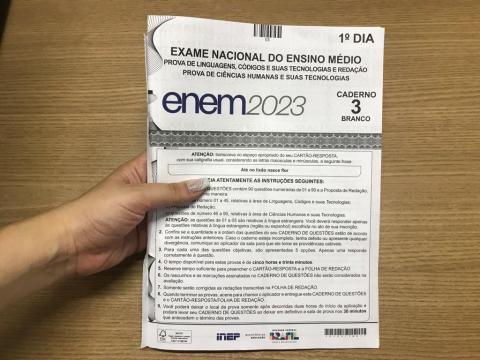 1º DIA
EXAME NACIONAL DO ENSINO MÉDIO
PROVA DE LINGUAGENS, CÓDIGOS E SUAS TECNOLOGIAS E REDAÇÃO
PROVA DE CIÊNCIAS HUMANAS E SUAS TECNOLOGIAS
enem2023
CADERNO
3
BRANCO
ATENÇÃO: transcreva no espaço apropriado do seu CARTÃO-RESPOSTA,
com sua caligrafia usual, considerando as letras maiúsculas e minúsculas, a seguinte frase:
Até no lixão nasce flor
LEIA ATENTAMENTE AS INSTRUÇÕES SEGUINTES:
QUESTÕES contém 90 questões numeradas de 01 a 90 e a Proposta de Redação,
maneira:
número 01 a 45, relativas à área de Linguagens, Códigos e suas Tecnologias;
Proposta de Redação;
questões de número 46 a 90, relativas à área de Ciências Humanas e suas Tecnologias.
ATENÇÃO: as questões de 01 a 05 são relativas à língua estrangeira. Você deverá responder apenas
às questões relativas à língua estrangeira (inglês ou espanhol) escolhida no ato de sua inscrição.
2. Confira se a quantidade e a ordem das questões do seu CADERNO DE QUESTÕES estão de acordo
com as instruções anteriores. Caso o caderno esteja incompleto, tenha defeito ou apresente qualquer
divergência, comunique ao aplicador da sala para que ele tome as providências cabíveis.
3. Para cada uma das questões objetivas, são apresentadas 5 opções. Apenas uma responde
corretamente à questão.
4. O tempo disponível para estas provas é de cinco horas e trinta minutos.
5. Reserve tempo suficiente para preencher o CARTÃO-RESPOSTA e a FOLHA DE REDAÇÃO.
6. Os rascunhos e as marcações assinaladas no CADERNO DE QUESTÕES não serão considerados na
avaliação.
7. Somente serão corrigidas as redações transcritas na FOLHA DE REDAÇÃO.
8. Quando terminar as provas, acene para chamar o aplicador e entregue este CADERNO DE QUESTÕES
e o CARTÃO-RESPOSTA/FOLHA DE REDAÇÃO.
9. Você poderá deixar o local de prova somente após decorridas duas horas do início da aplicação e
poderá levar seu CADERNO DE QUESTÕES ao deixar em definitivo a sala de prova nos 30 minutos
que antecedem o término das provas.
inep
MINISTÉRIO DA
EDUCAÇÃO
GOVERNO FEDERAL
BRASIL